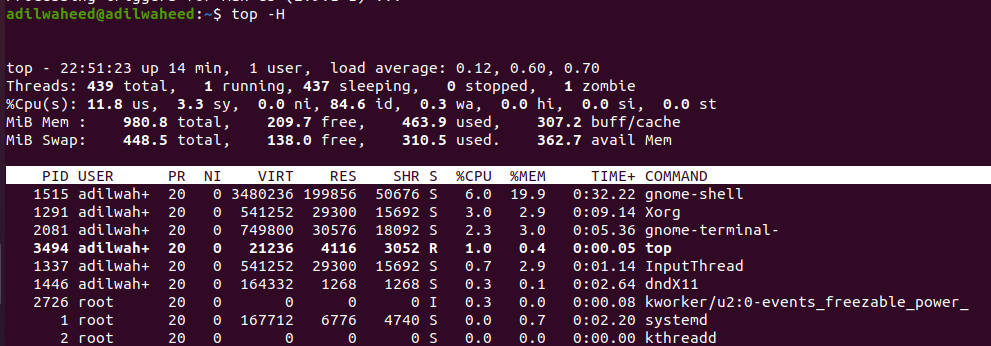 adilwaheed@adilwaheed:~$ top -H
top - 22:51:23 up 14 min,  1 user,  load average: 0.12, 0.60, 0.70
Threads: 439 total,   1 running, 437 sleeping,   0 stopped,   1 zombie
%Cpu(s): 11.8 us,  3.3 sy,  0.0 ni, 84.6 id,  0.3 wa,  0.0 hi,  0.0 si,  0.0 st
MiB Mem :    980.8 total,    209.7 free,    463.9 used,    307.2 buff/cache
MiB Swap:    448.5 total,    138.0 free,    310.5 used.    362.7 avail Mem
PID USER      PR  NI    VIRT    RES    SHR S  %CPU  %MEM     TIME+ COMMAND
1515 adilwah+  20   0 3480236 199856  50676 S   6.0  19.9   0:32.22 gnome-shell
1291 adilwah+  20   0  541252  29300  15692 S   3.0   2.9   0:09.14 Xorg
2081 adilwah+  20   0  749800  30576  18092 S   2.3   3.0   0:05.36 gnome-terminal-
3494 adilwah+  20   0   21236   4116   3052 R   1.0   0.4   0:00.05 top
1337 adilwah+  20   0  541252  29300  15692 S   0.7   2.9   0:01.14 InputThread
1446 adilwah+  20   0  164332   1268   1268 S   0.3   0.1   0:02.64 dndX11
2726 root      20   0       0      0      0 I   0.3   0.0   0:00.08 kworker/u2:0-events_freezable_power_
1 root      20   0  167712   6776   4740 S   0.0   0.7   0:02.20 systemd
2 root      20   0       0      0      0 S   0.0   0.0   0:00.00 kthreadd